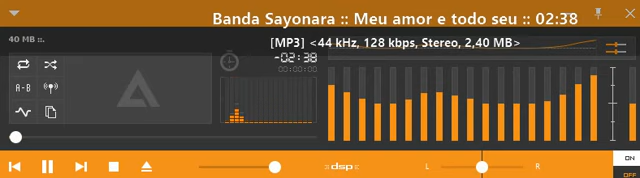 Banda Sayonara :: Meu amor e todo seu :: 02:38
40 MB ::.
[MP3] <44 kHz, 128 kbps, Stereo, 2,40 MB>
-02:38
00:00:00
A-B
dsp
L
R
ON
OFF